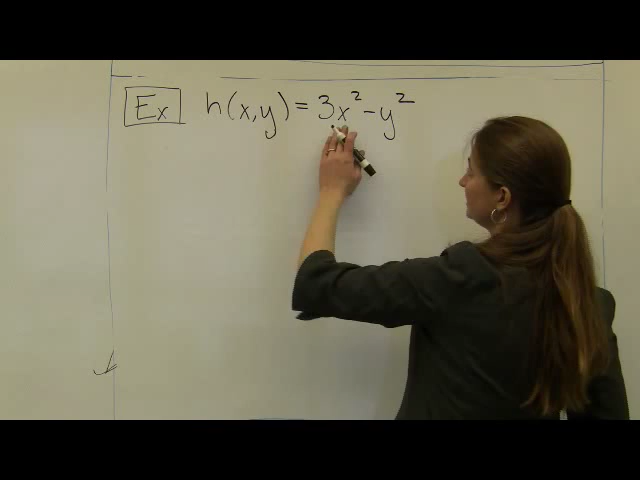 Ex h(x,y) = 3x² - y²